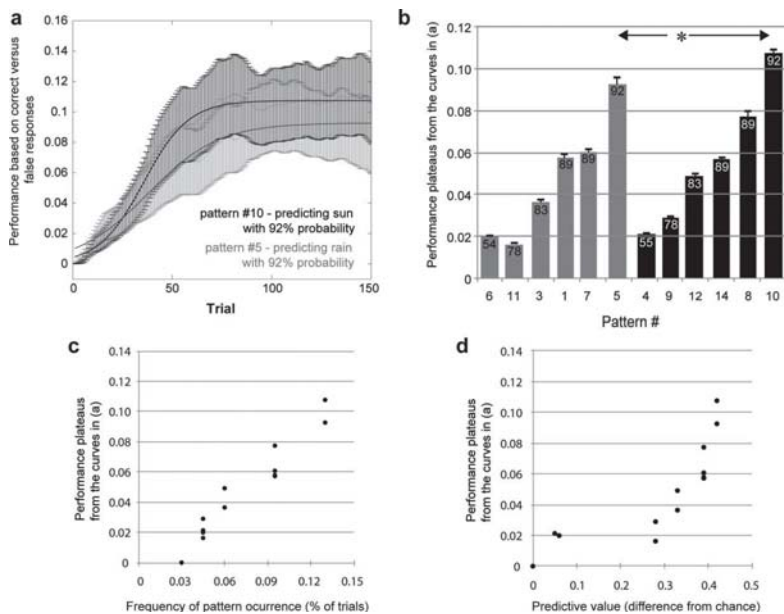 a
Performance based on correct versus
false responses
0.16
0.14
0.12
0.1
0.08
0.06
0.04
0.02
0
pattern #10 - predicting sun
with 92% probability
pattern #5 - predicting rain
with 92% probability
0 50 100 150
Trial
b
Performance plateaus from the curves in (a)
0.14
0.12
0.10
0.08
0.06
0.04
0.02
0
*
54 78 83 89 89 92 55 78 83 89 89 92
6 11 3 1 7 5 4 9 12 14 8 10
Pattern #
c
Performance plateaus
from the curves in (a)
0.14
0.12
0.10
0.08
0.06
0.04
0.02
0
0 0.03 0.06 0.09 0.12 0.15
Frequency of pattern ocurrence (% of trials)
d
Performance plateaus
from the curves in (a)
0.14
0.12
0.10
0.08
0.06
0.04
0.02
0
0 0.1 0.2 0.3 0.4 0.5
Predictive value (difference from chance)